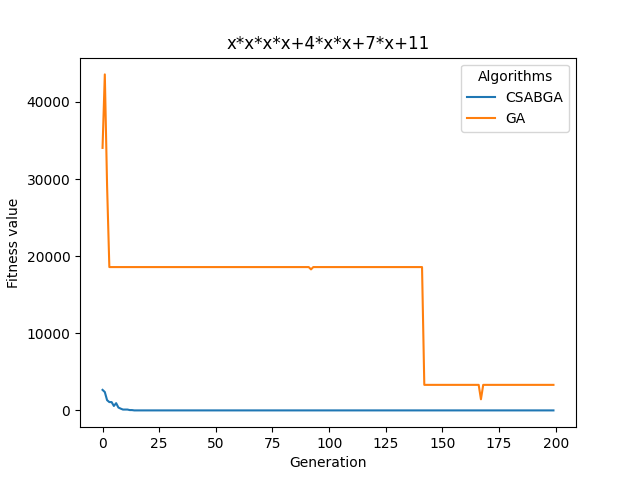 x*x*x*x+4*x*x+7*x+11
Algorithms
CSABGA
GA
Fitness value
40000
30000
20000
10000
0
0 25 50 75 100 125 150 175 200
Generation